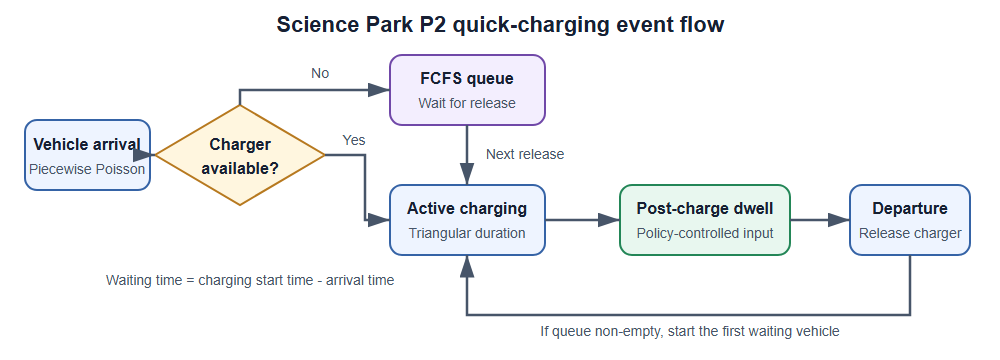 Science Park P2 quick-charging event flow
No
FCFS queue
Wait for release
Vehicle arrival
Piecewise Poisson
Charger
available?
Yes
Next release
Active charging
Triangular duration
Post-charge dwell
Policy-controlled input
Departure
Release charger
Waiting time = charging start time - arrival time
If queue non-empty, start the first waiting vehicle